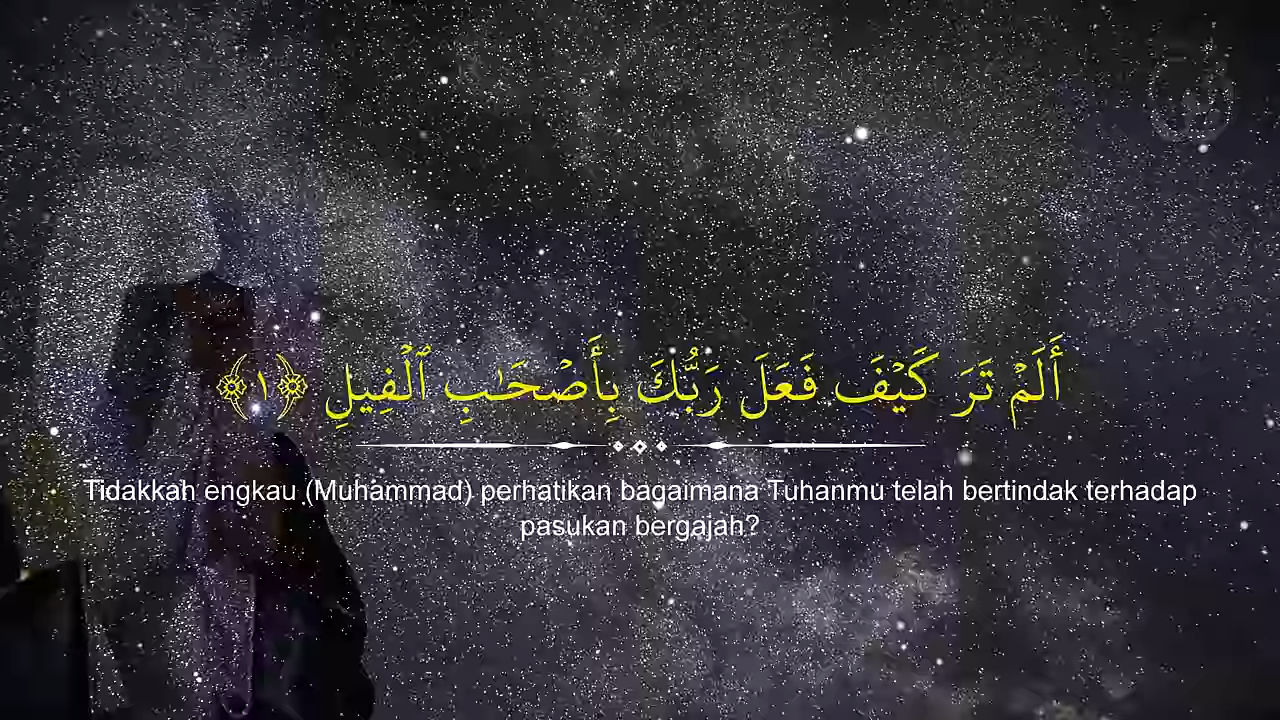 أَلَمْ تَرَ كَيْفَ فَعَلَ رَبُّكَ بِأَصْحَـٰبِ ٱلْفِيلِ ﴿١﴾
Tidakkah engkau (Muhammad) perhatikan bagaimana Tuhanmu telah bertindak terhadap
pasukan bergajah?